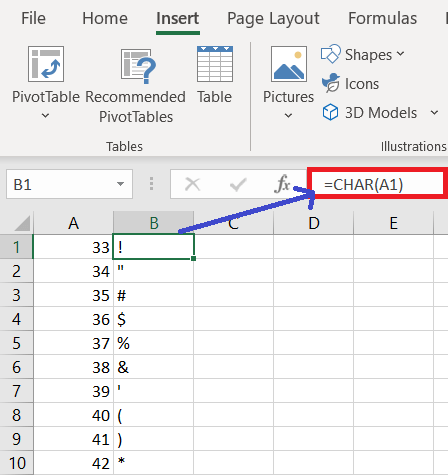 File Home Insert Page Layout Formulas
PivotTable Recommended PivotTables Table Pictures Shapes
Icons
3D Models
Tables Illustrations
B1 fx =CHAR(A1)
A B C D E
1 33 !
2 34 "
3 35 #
4 36 $
5 37 %
6 38 &
7 39 '
8 40 (
9 41 )
10 42 *